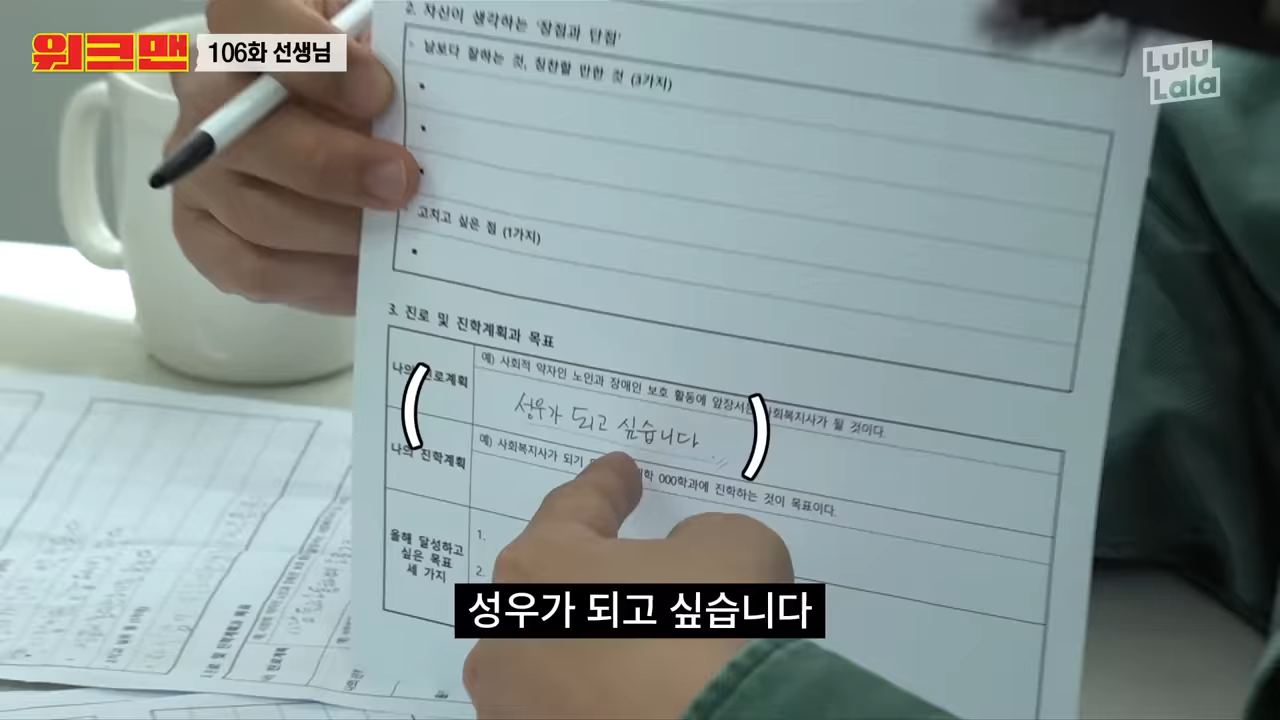 워크맨
106화 선생님
Lulu
Lala
2. 자신이 생각하는 '장점과 단점'
남보다 잘하는 것, 칭찬할 만한 것 (3가지)
고치고 싶은 점 (1가지)
3. 진로 및 진학계획과 목표
나의 진로계획
예) 사회적 약자인 노인과 장애인 보호 활동에 앞장서는 사회복지사가 될 것이다.
성우가 되고 싶습니다
나의 진학계획
예) 사회복지사가 되기 000학과에 진학하는 것이 목표이다.
올해 달성하고
싶은 목표
세 가지
1.
2.
성우가 되고 싶습니다